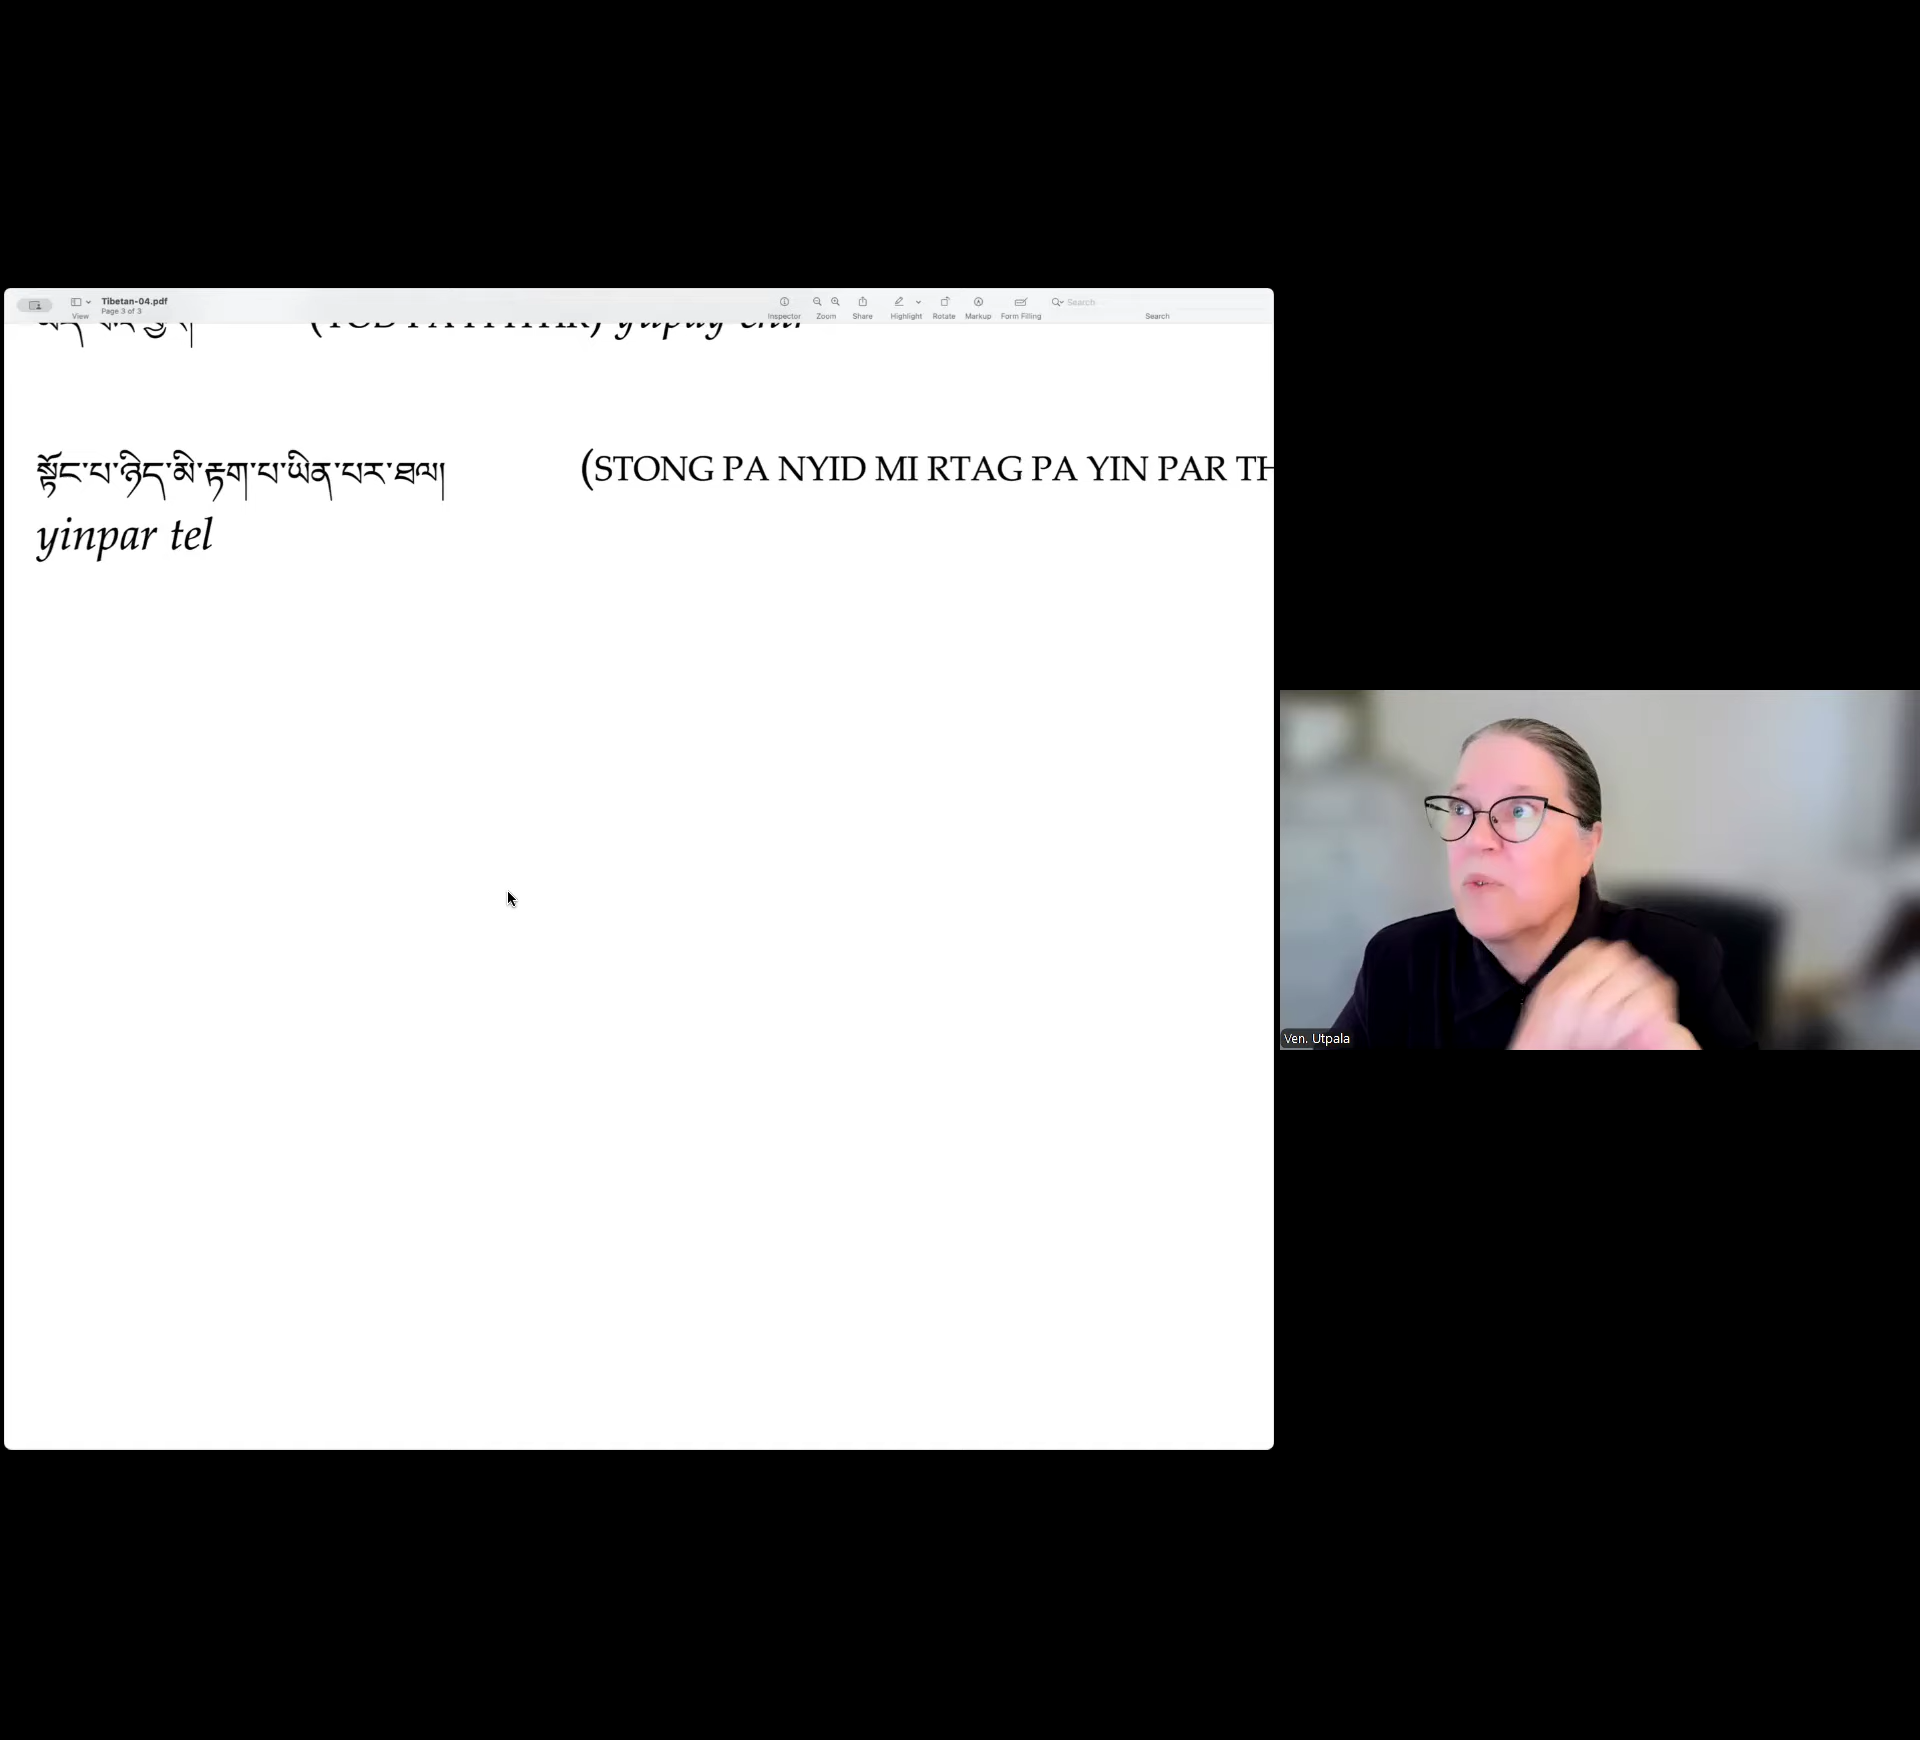 Tibetan-04.pdf
Page 3 of 3
View
Inspector
Zoom
Share
Highlight
Rotate
Markup
Form Filling
Search
Search
སྟོང་པ་ཉིད་མི་རྟག་པ་ཡིན་པར་ཐལ། (STONG PA NYID MI RTAG PA YIN PAR TH
yinpar tel
Ven. Utpala